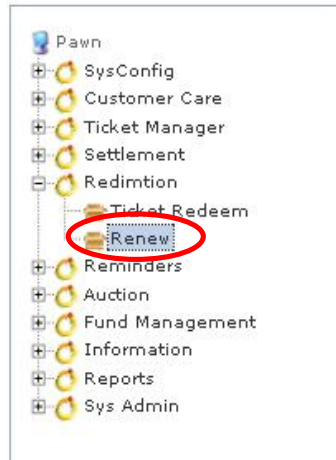 Pawn
SysConfig
Customer Care
Ticket Manager
Settlement
Redimtion
Ticket Redeem
Renew
Reminders
Auction
Fund Management
Information
Reports
Sys Admin